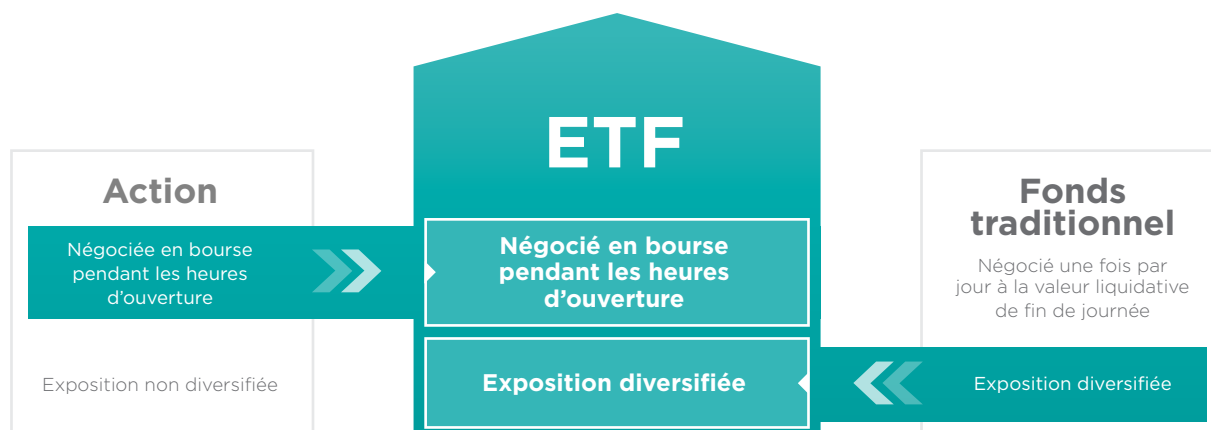 ETF
Action
Négociée en bourse
pendant les heures
d’ouverture
Exposition non diversifiée
Négocié en bourse
pendant les heures
d’ouverture
Exposition diversifiée
Fonds
traditionnel
Négocié une fois par
jour à la valeur liquidative
de fin de journée
Exposition diversifiée